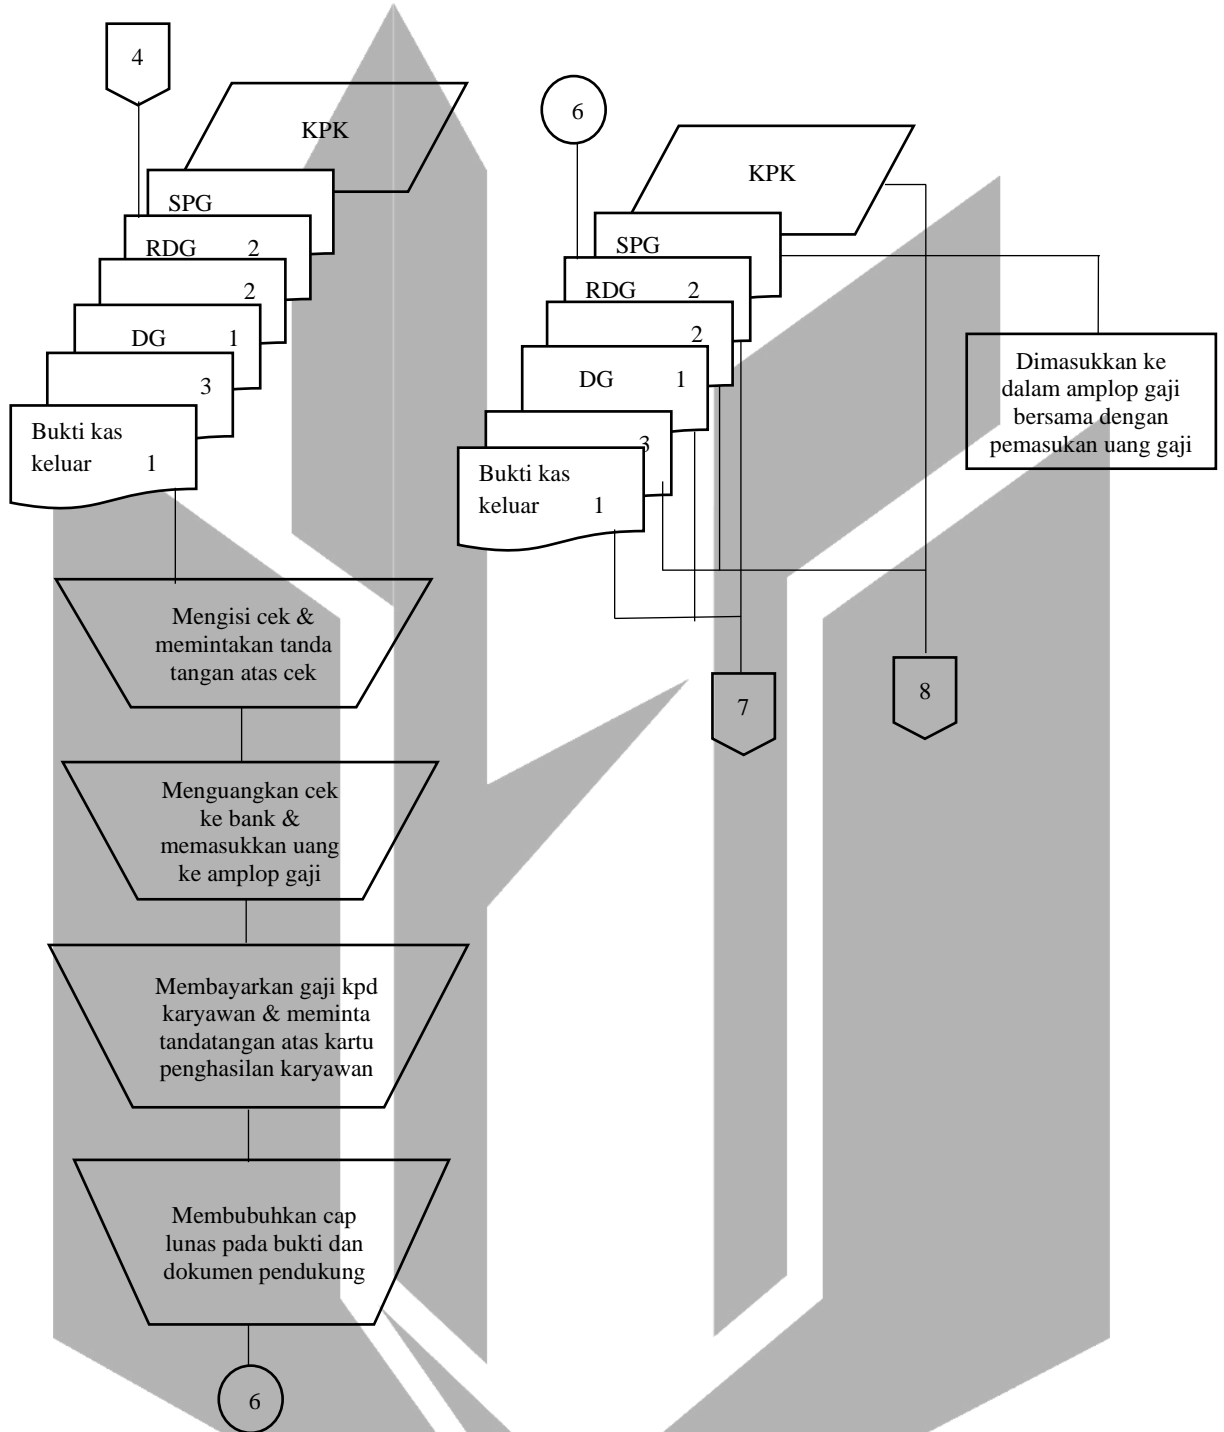 4
KPK
SPG
RDG 2
2
DG 1
3
Bukti kas
keluar 1
Mengisi cek &
memintakan tanda
tangan atas cek
Menguangkan cek
ke bank &
memasukkan uang
ke amplop gaji
Membayarkan gaji kpd
karyawan & meminta
tandatangan atas kartu
penghasilan karyawan
Membubuhkan cap
lunas pada bukti dan
dokumen pendukung
6
6
KPK
SPG
RDG 2
2
DG 1
3
Bukti kas
keluar 1
Dimasukkan ke
dalam amplop gaji
bersama dengan
pemasukan uang gaji
7
8